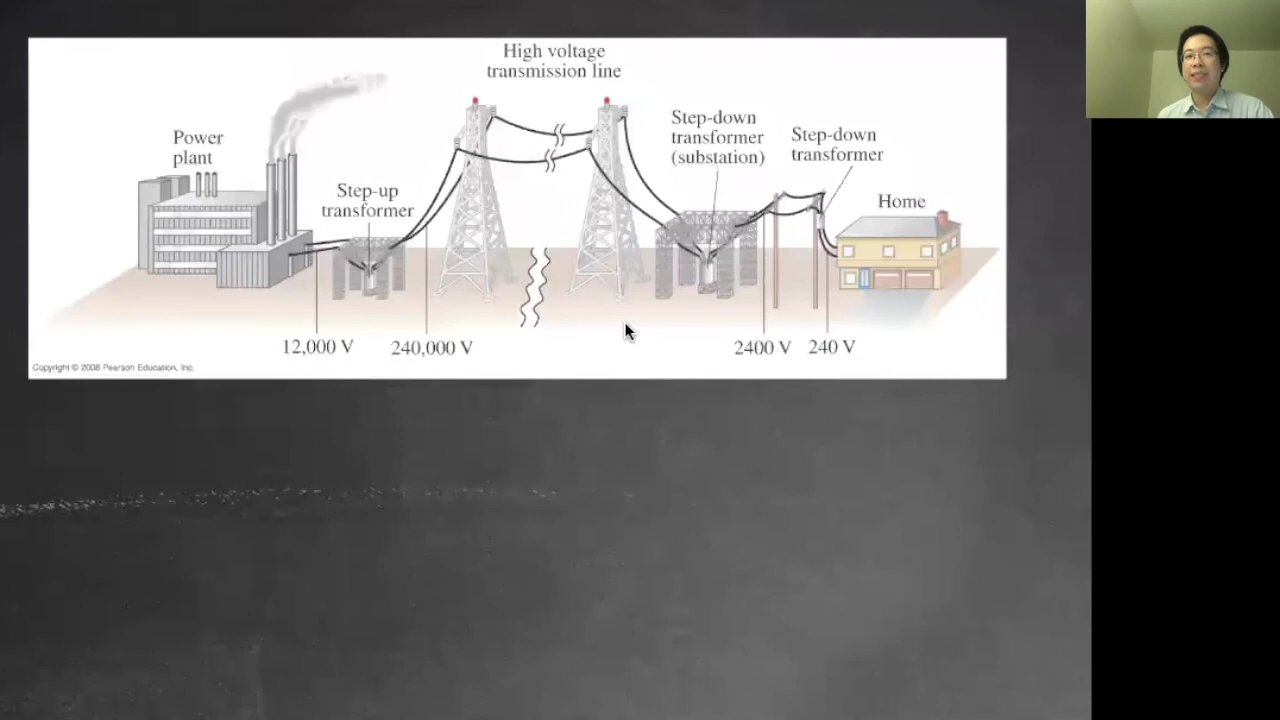 High voltage
transmission line
Power
plant
Step-up
transformer
Step-down
transformer
(substation)
Step-down
transformer
Home
12,000 V
240,000 V
2400 V
240 V
Copyright © 2008 Pearson Education, Inc.